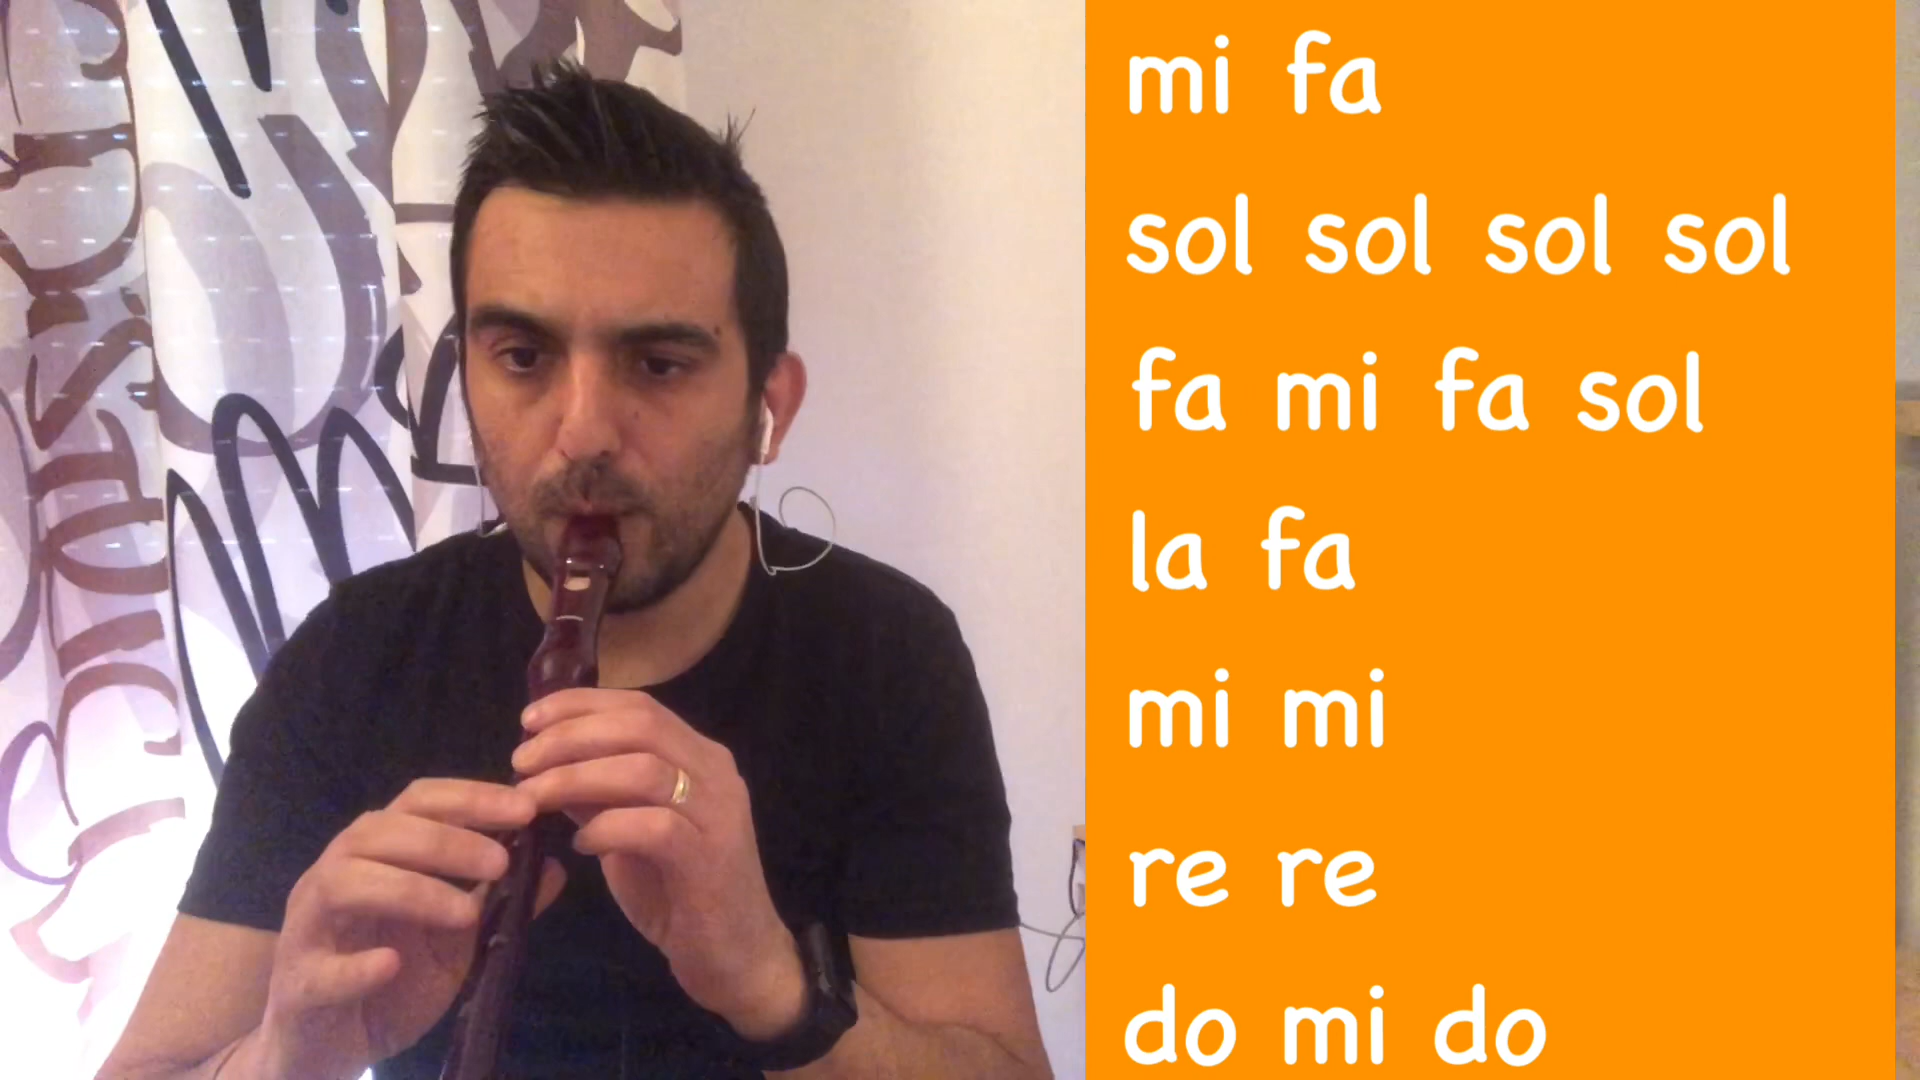 mi fa
sol sol sol sol
fa mi fa sol
la fa
mi mi
re re
do mi do